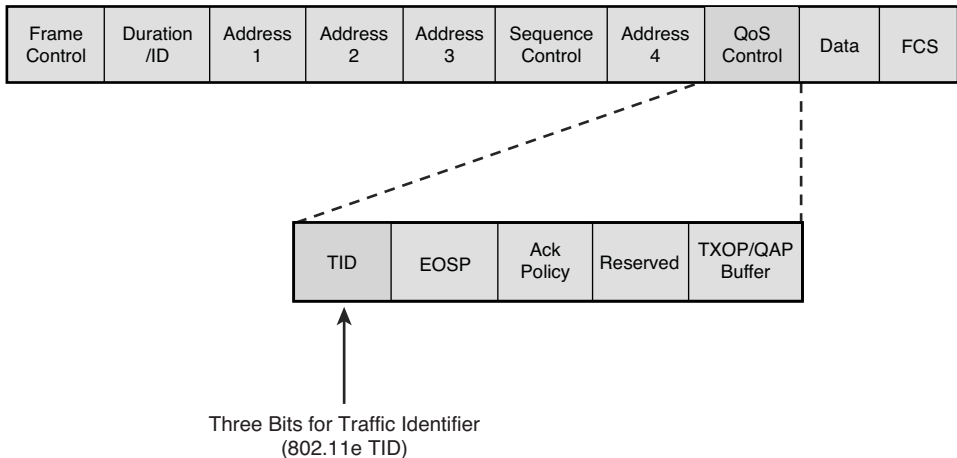 Frame
Control
Duration
/ID
Address
1
Address
2
Address
3
Sequence
Control
Address
4
QoS
Control
Data
FCS
TID
EOSP
Ack
Policy
Reserved
TXOP/QAP
Buffer
Three Bits for Traffic Identifier
(802.11e TID)